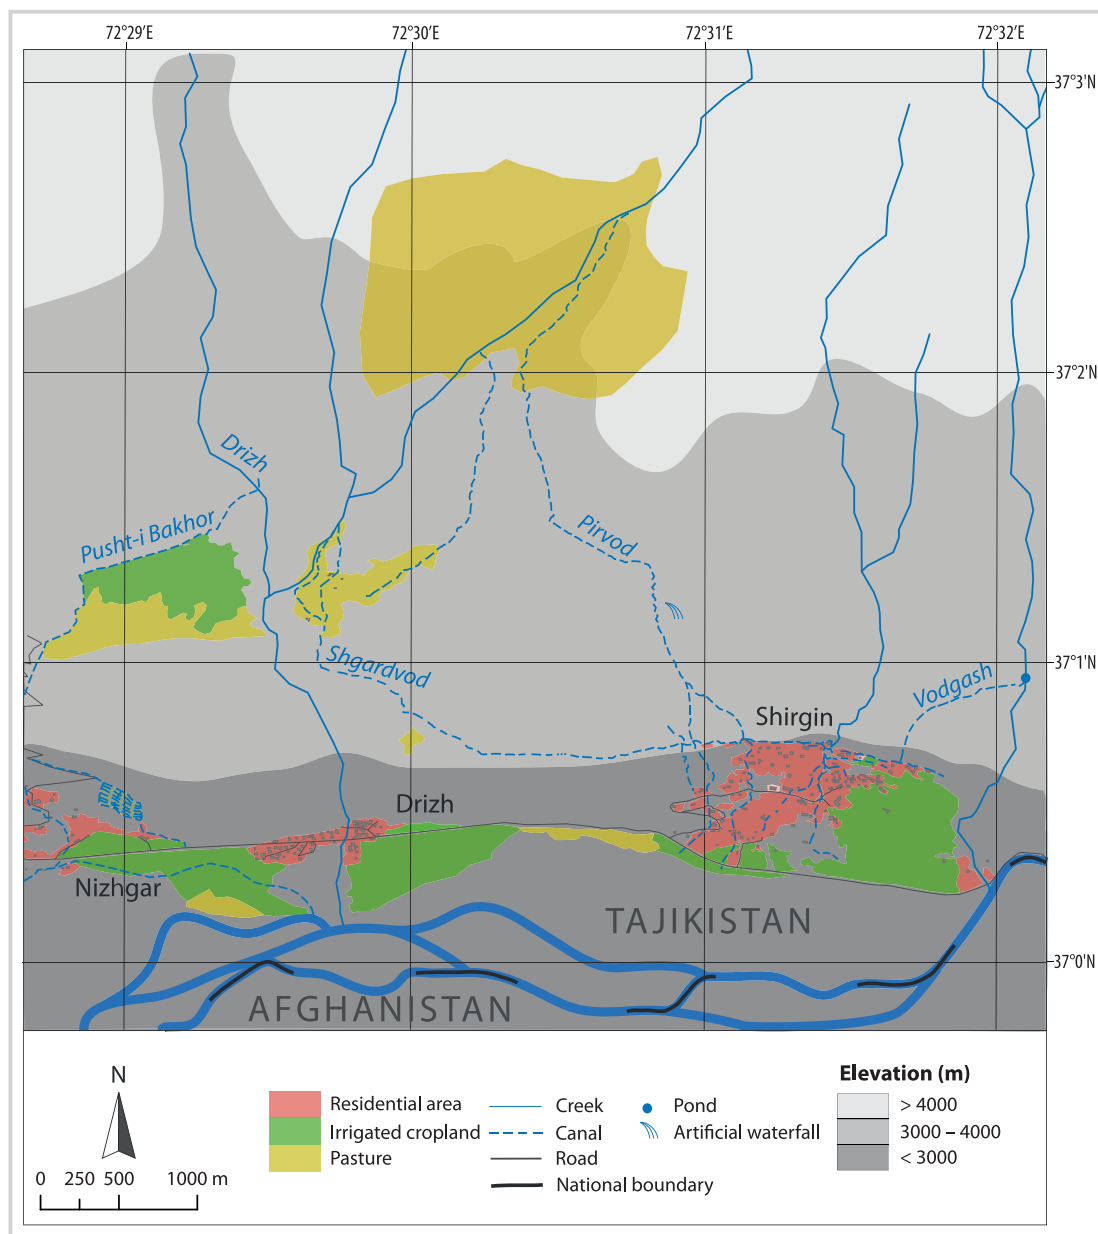 72°29'E 72°30'E 72°31'E 72°32'E
37°3'N
37°2'N
Drizh
Pusht-i Bakhor
Pirvod
37°1'N
Shgardvod
Vodgash
Shirgin
Drizh
Nizhgar
TAJIKISTAN
37°0'N
AFGHANISTAN
N
0 250 500 1000 m
Residential area
Irrigated cropland
Pasture
Creek
Canal
Road
National boundary
Pond
Artificial waterfall
Elevation (m)
> 4000
3000 – 4000
< 3000